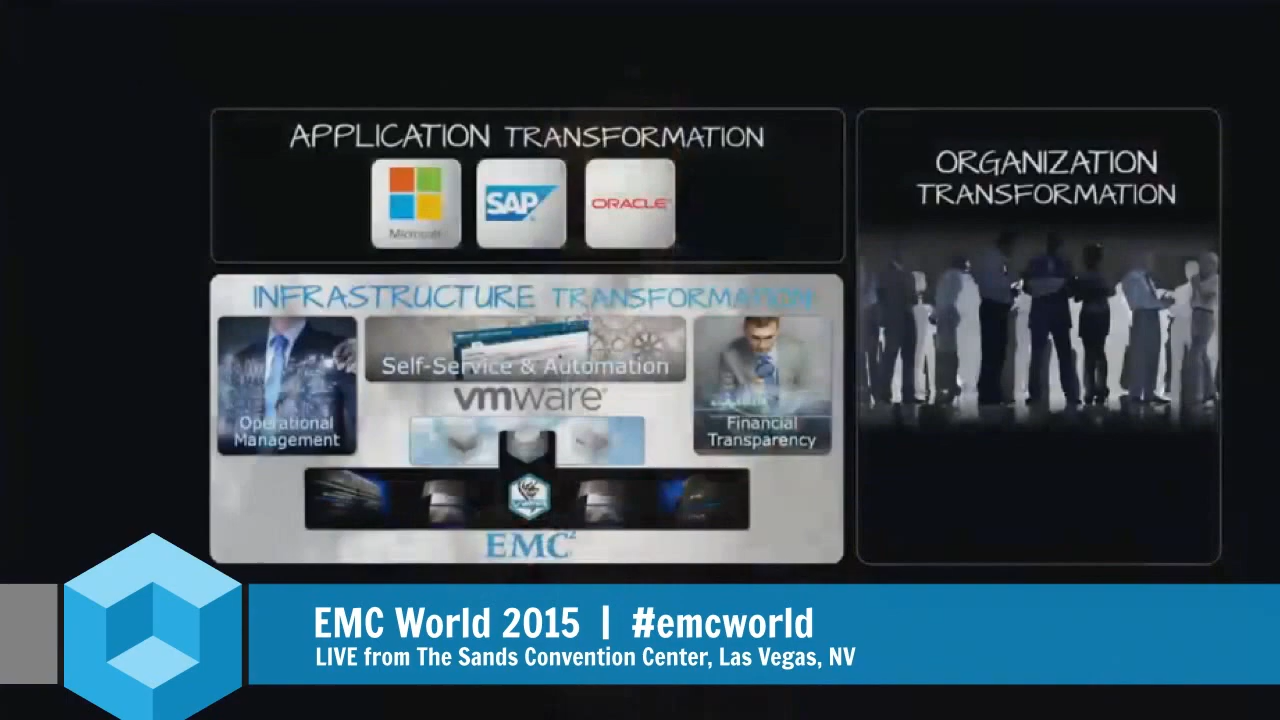 APPLICATION TRANSFORMATION
Microsoft
SAP
ORACLE
ORGANIZATION
TRANSFORMATION
INFRASTRUCTURE TRANSFORMATION
Self-Service & Automation
vmware
Operational
Management
Financial
Transparency
EMC²
EMC World 2015 | #emcworld
LIVE from The Sands Convention Center, Las Vegas, NV